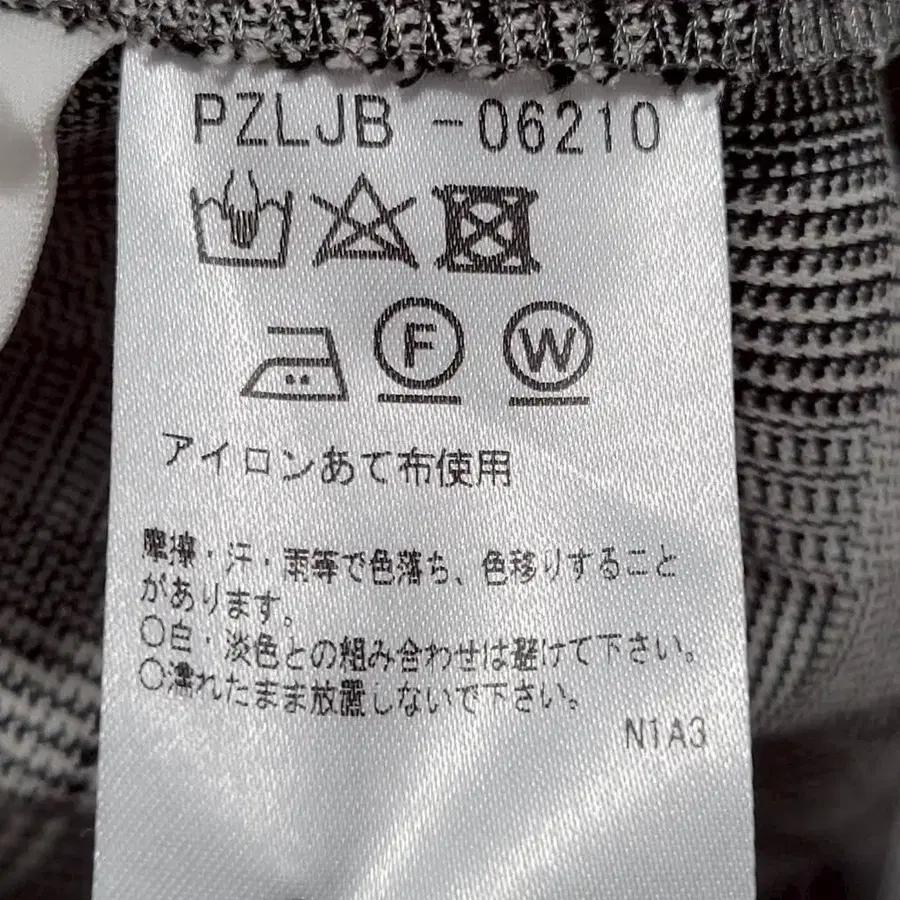 PZLJB -06210
F W
アイロンあて布使用
摩擦・汗・雨等で色落ち、色移りすること
があります。
○白・淡色との組み合わせは避けて下さい。
○濡れたまま放置しないで下さい。
N1A3